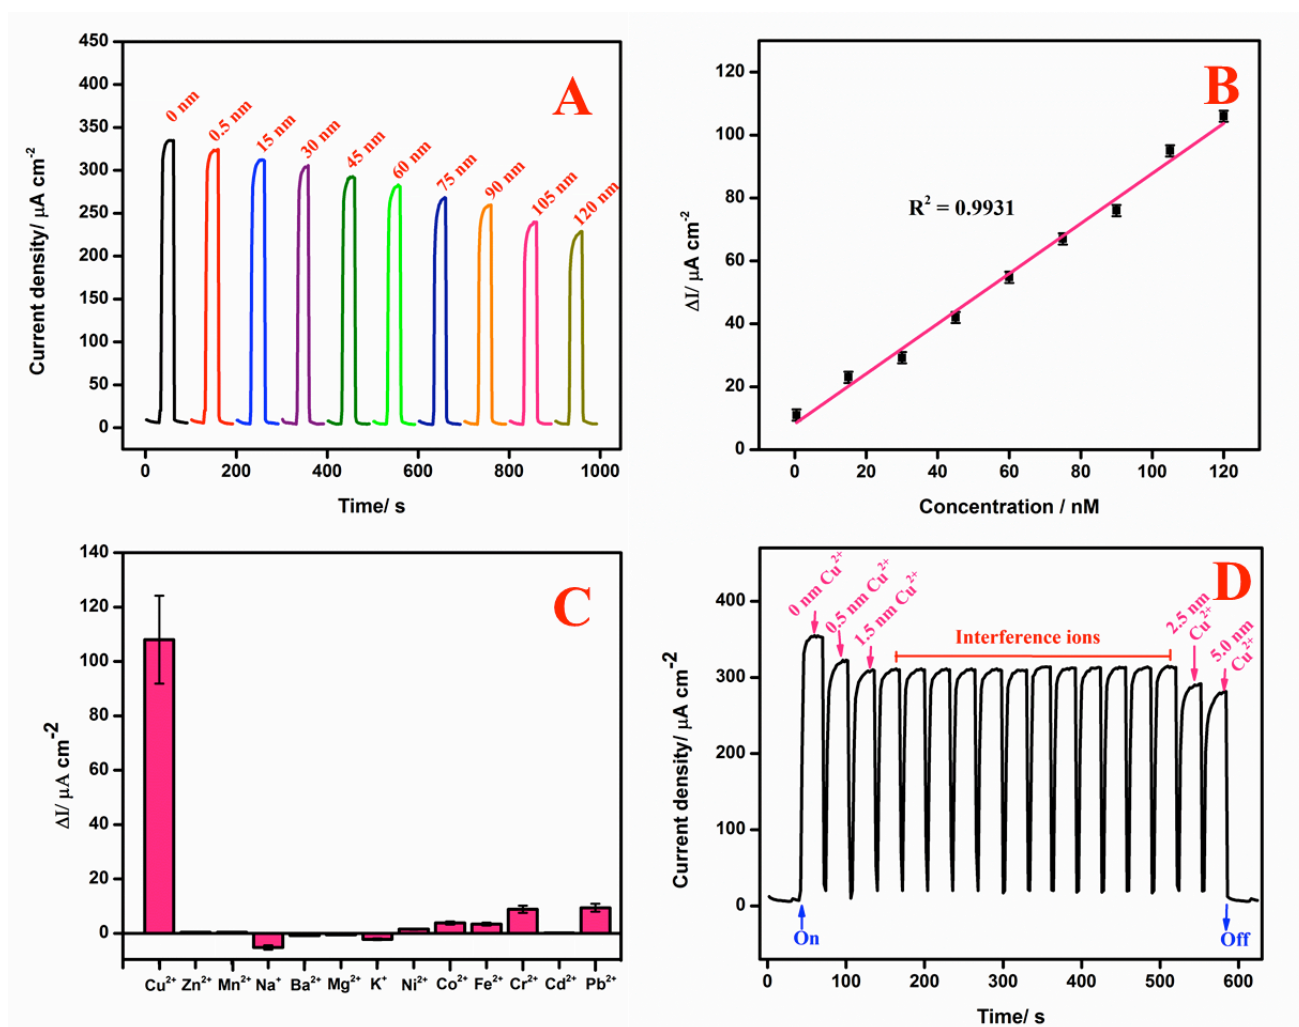 A
450
400
350
300
250
200
150
100
50
0
Current density/ μA cm⁻²
0 nm
0.5 nm
15 nm
30 nm
45 nm
60 nm
75 nm
90 nm
105 nm
120 nm
0 200 400 600 800 1000
Time/ s
B
120
100
80
60
40
20
0
ΔI/ μA cm⁻²
R² = 0.9931
0 20 40 60 80 100 120
Concentration / nM
C
140
120
100
80
60
40
20
0
ΔI/ μA cm⁻²
Cu²⁺ Zn²⁺ Mn²⁺ Na⁺ Ba²⁺ Mg²⁺ K⁺ Ni²⁺ Co²⁺ Fe²⁺ Cr²⁺ Cd²⁺ Pb²⁺
D
400
300
200
100
0
Current density/ μA cm⁻²
0 nm Cu²⁺
0.5 nm Cu²⁺
1.5 nm Cu²⁺
Interference ions
2.5 nm
Cu²⁺
5.0 nm
Cu²⁺
On
Off
0 100 200 300 400 500 600
Time/ s